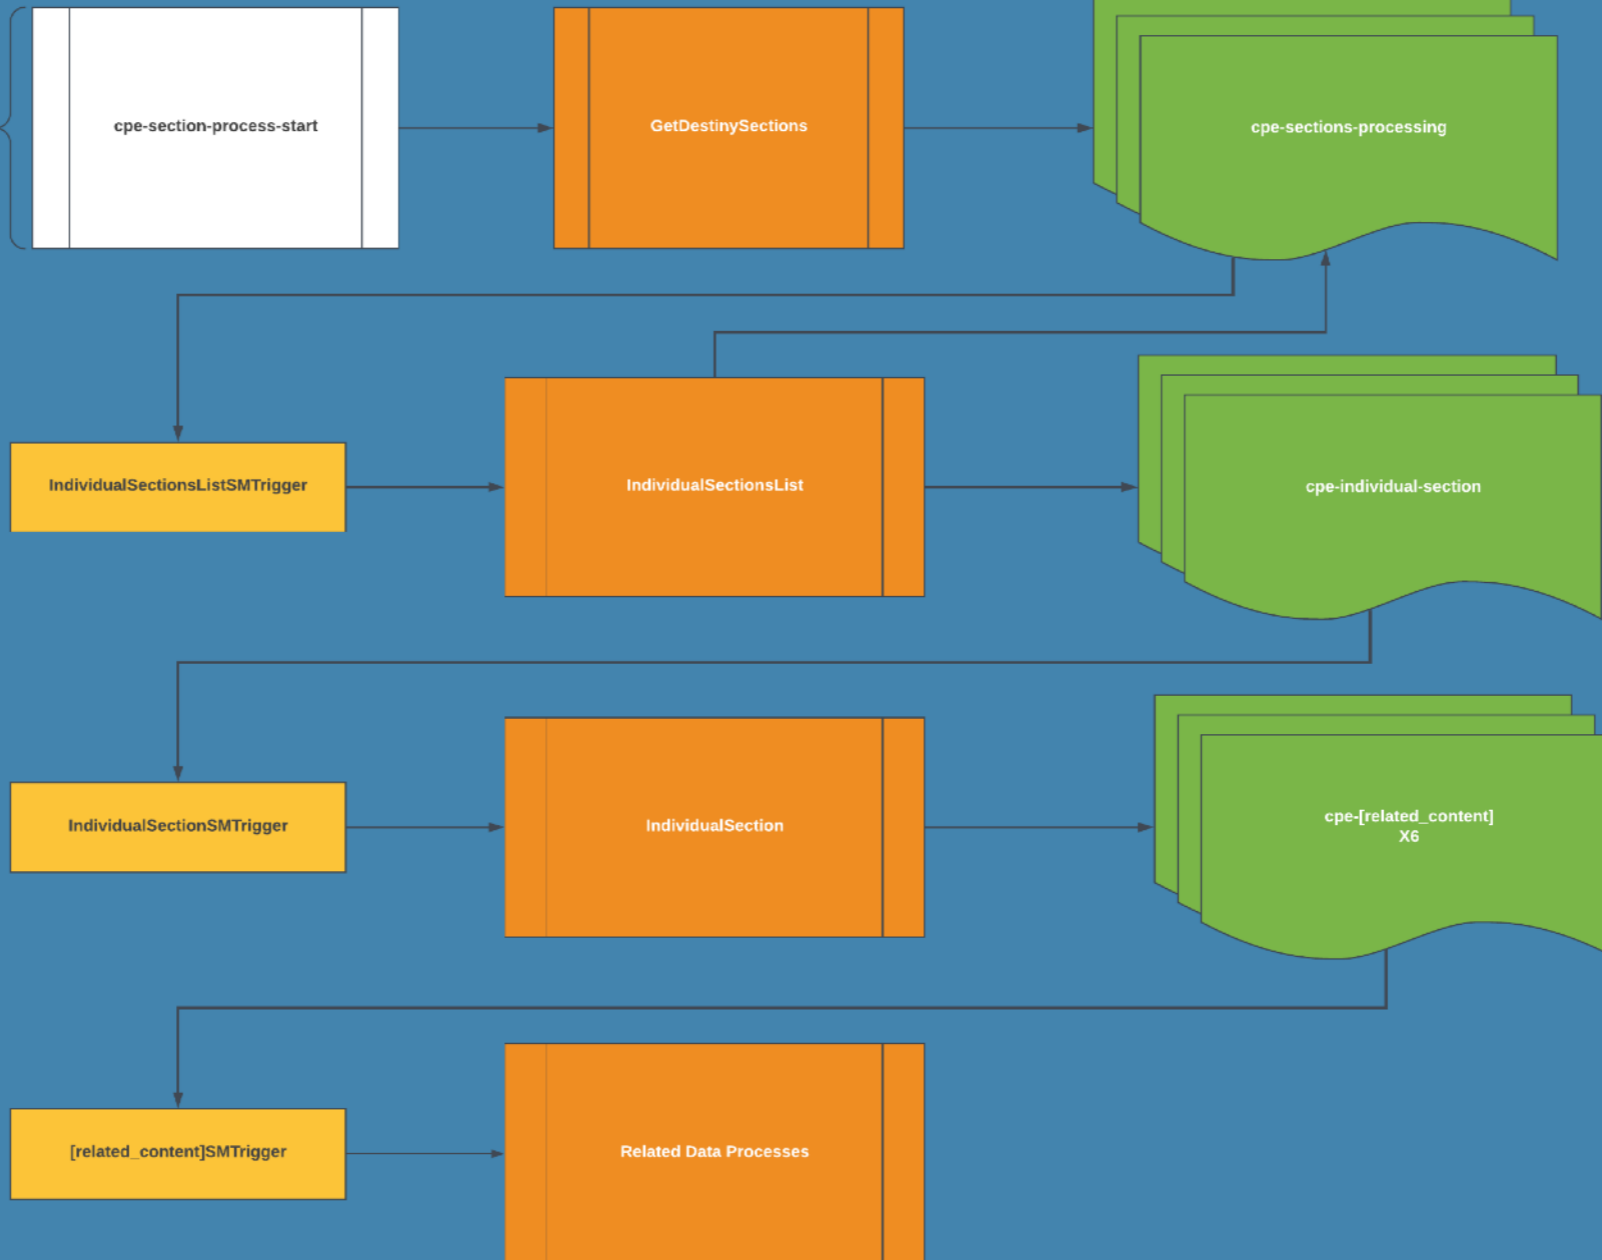 cpe-section-process-start
GetDestinySections
cpe-sections-processing
IndividualSectionsListSMTrigger
IndividualSectionsList
cpe-individual-section
IndividualSectionSMTrigger
IndividualSection
cpe-[related_content]
X6
[related_content]SMTrigger
Related Data Processes